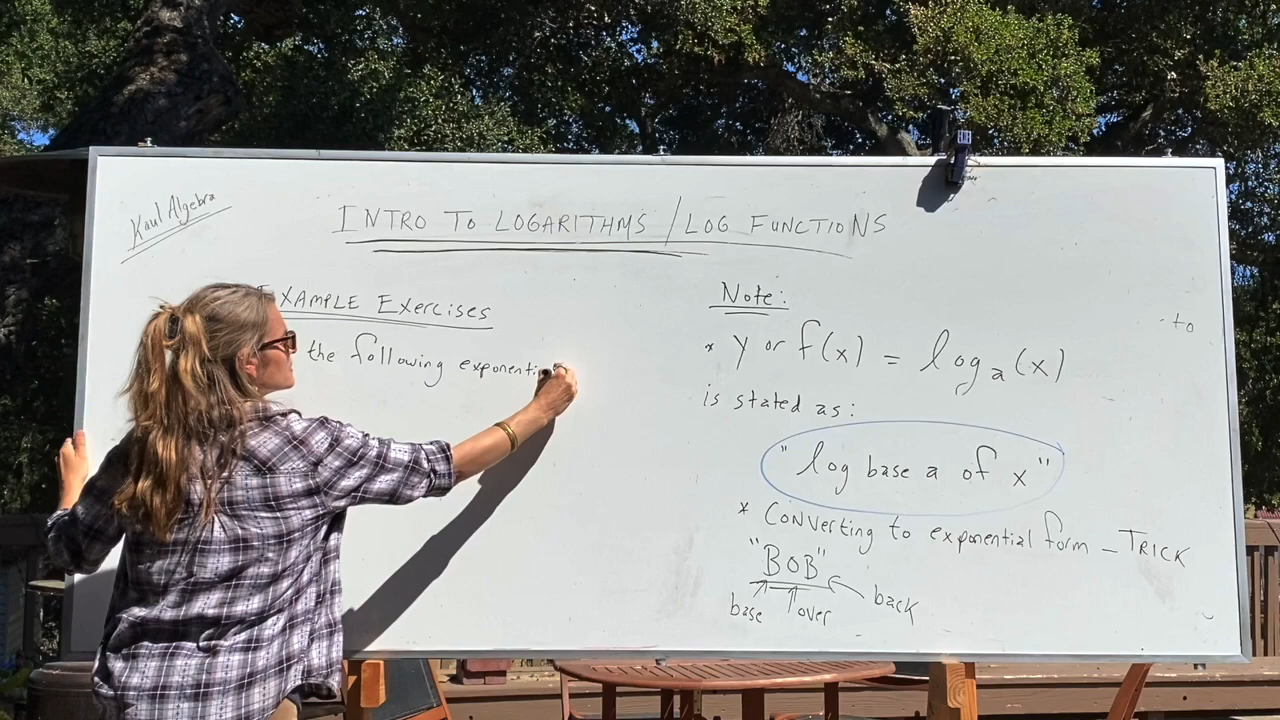 Kaul Algebra
INTRO TO LOGARITHMS / LOG FUNCTIONS
EXAMPLE Exercises
the following exponenti
Note:
to
* y or f(x) = log a (x)
is stated as:
"log base a of x"
* Converting to exponential form – TRICK
"BOB"
base over back